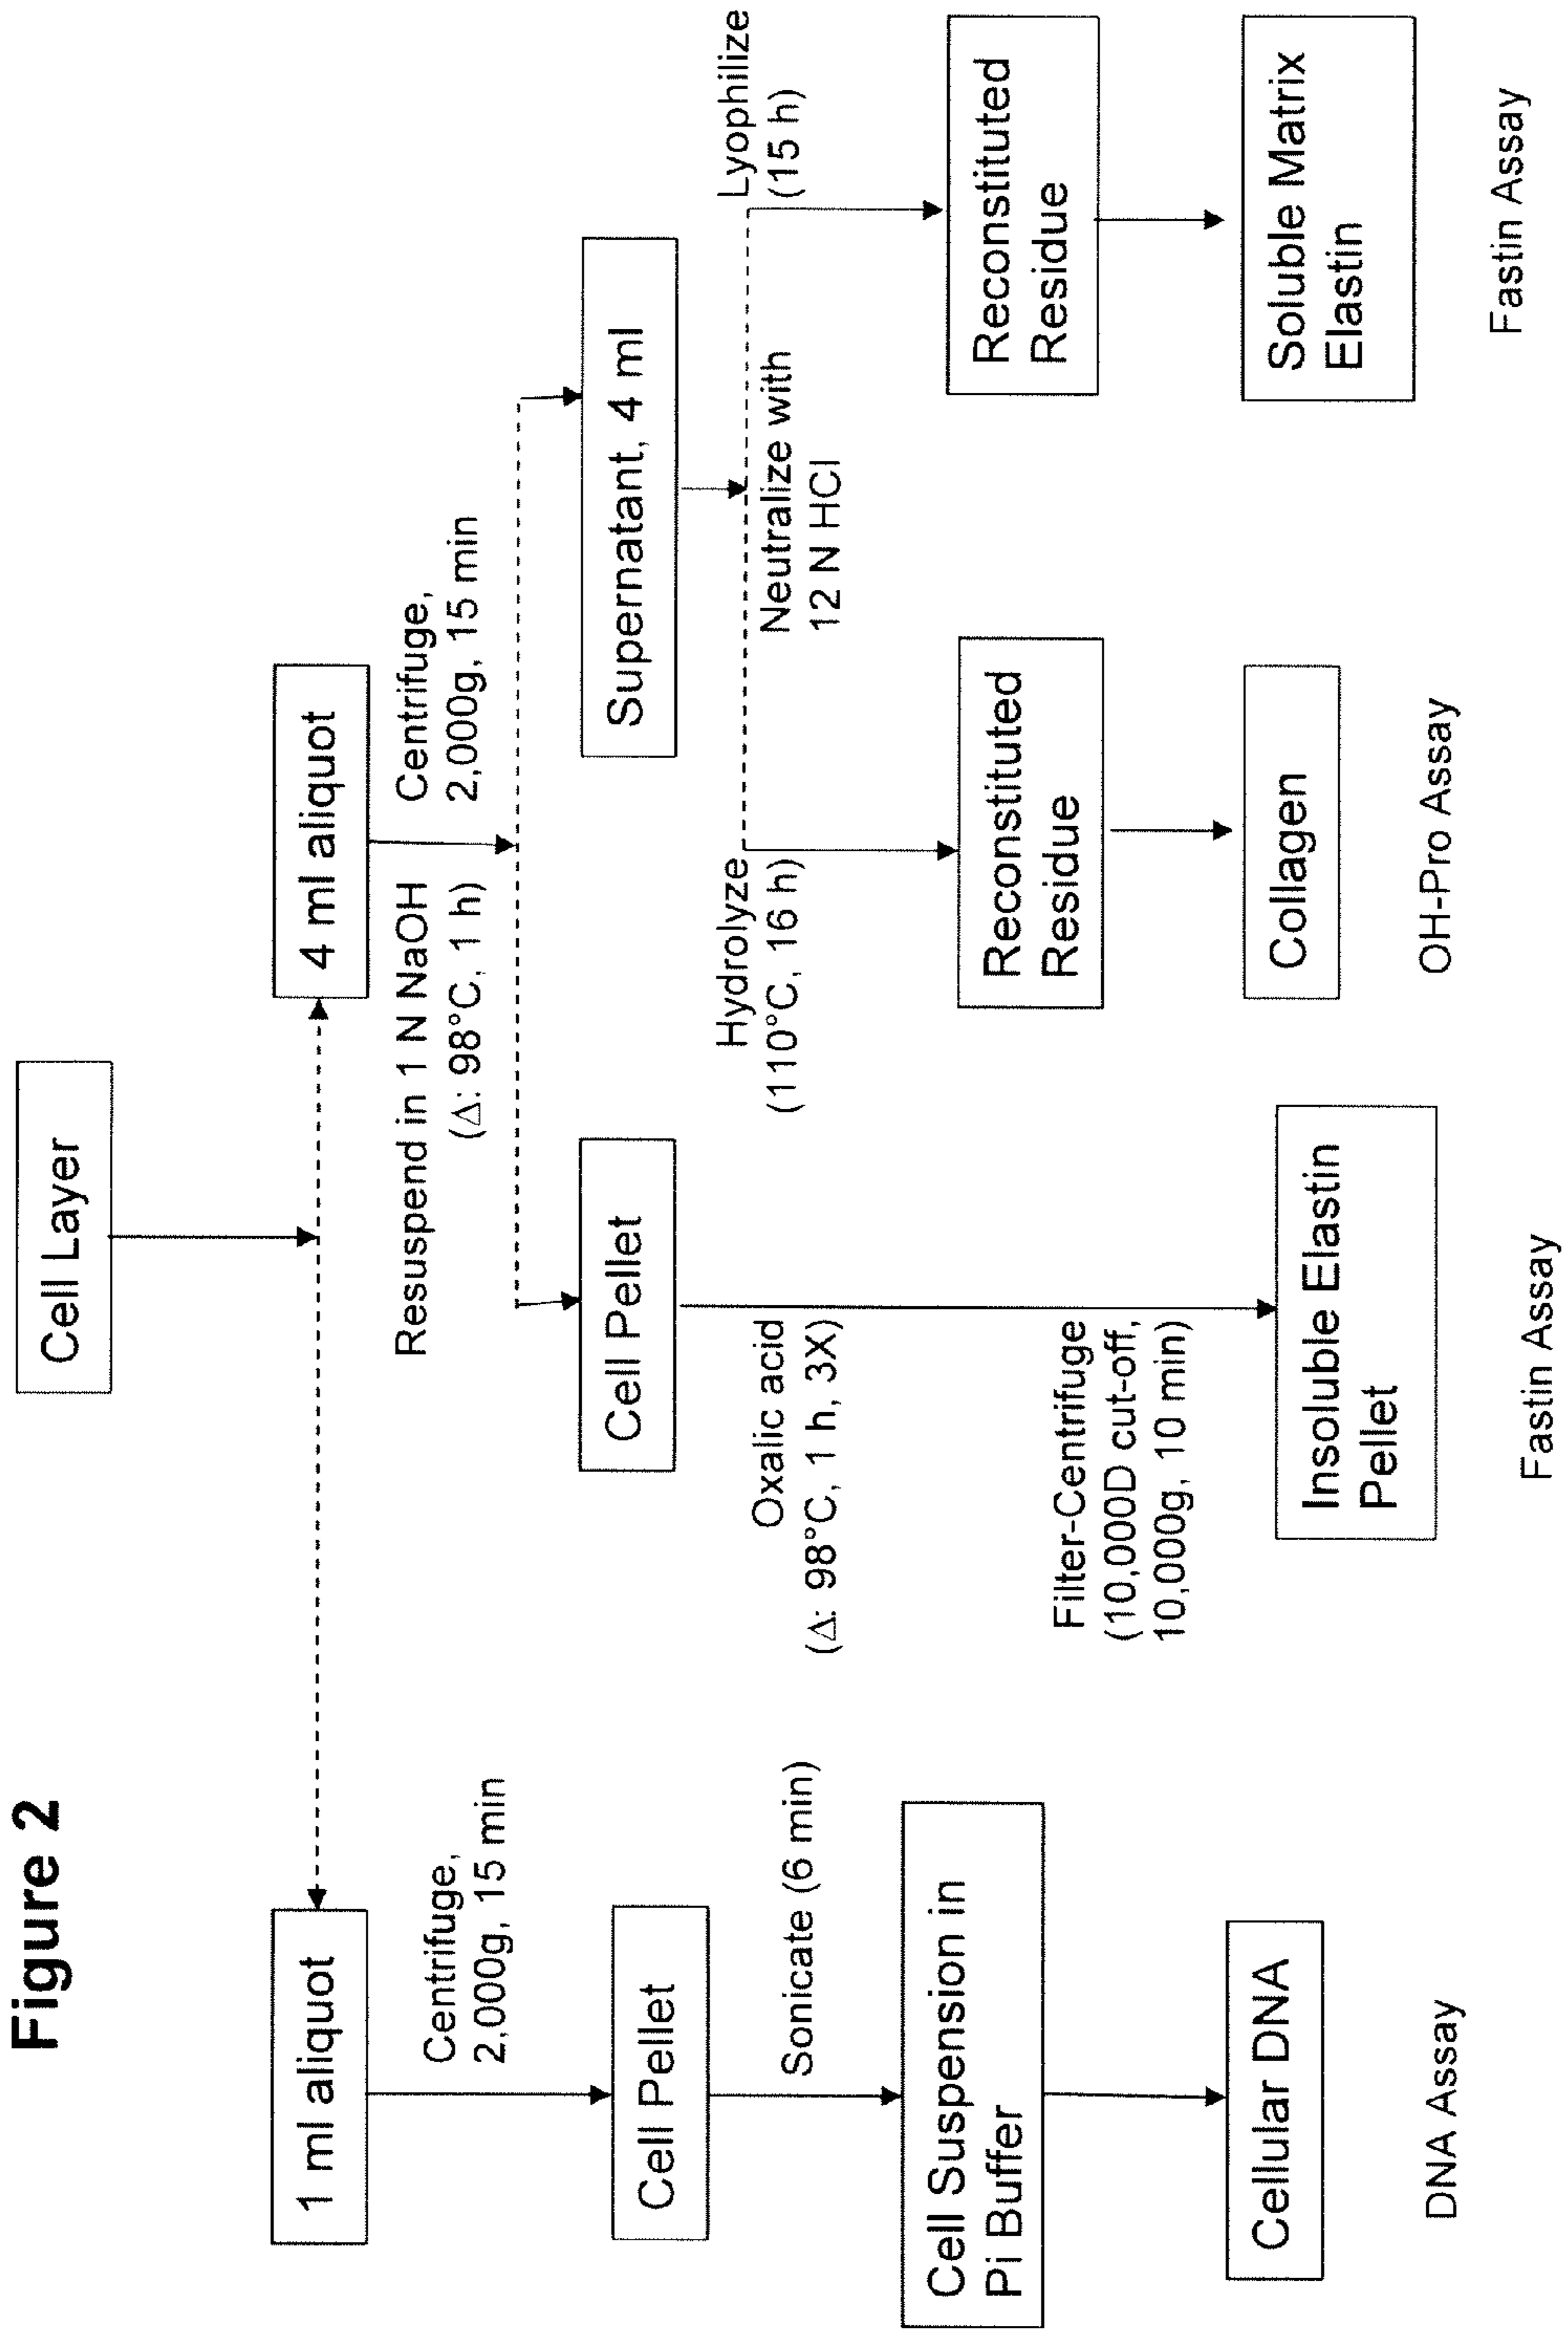 Figure 2
Cell Layer
1 ml aliquot
4 ml aliquot
Centrifuge,
2,000g, 15 min
Resuspend in 1 N NaOH
(Δ: 98°C, 1 h)
Centrifuge,
2,000g, 15 min
Cell Pellet
Cell Pellet
Supernatant, 4 ml
Sonicate (6 min)
Oxalic acid
(Δ: 98°C, 1 h, 3X)
Hydrolyze
(110°C, 16 h)
Neutralize with
12 N HCl
Lyophilize
(15 h)
Cell Suspension in
Pi Buffer
Filter-Centrifuge
(10,000D cut-off,
10,000g, 10 min)
Reconstituted
Residue
Reconstituted
Residue
Cellular DNA
Insoluble Elastin
Pellet
Collagen
Soluble Matrix
Elastin
DNA Assay
Fastin Assay
OH-Pro Assay
Fastin Assay